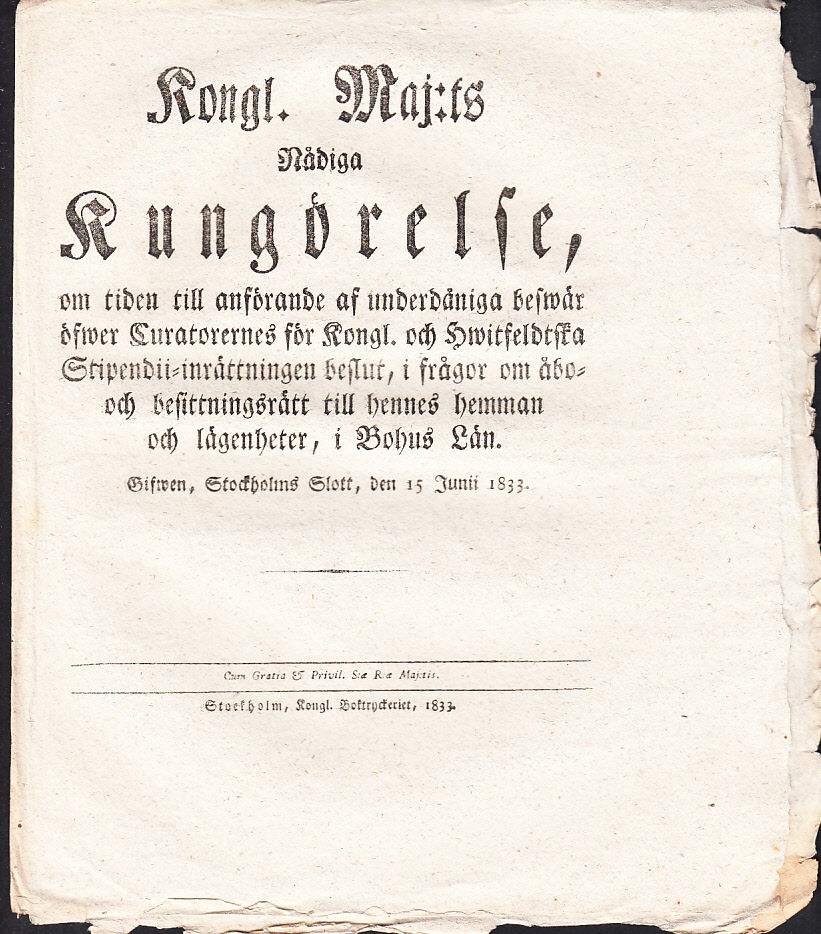 Kongl. Maj:ts
Nådiga
Kungörelse,
om tiden till anförande af underdåniga beswär
öfwer Curatorernes för Kongl. och Hwitfeldtska
Stipendii-inrättningen beslut, i frågor om åbo-
och besittningsrätt till hennes hemman
och lägenheter, i Bohus Län.
Gifwen, Stockholms Slott, den 15 Junii 1833.
Cum Gratia & Privil. S:æ R:æ Maj:tis.
Stockholm, Kongl. Boktryckeriet, 1833.